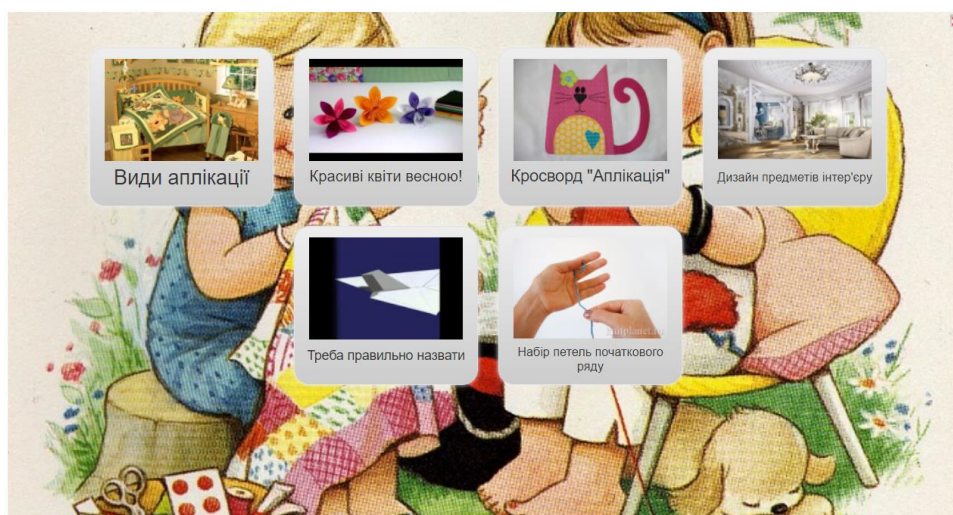 Види аплікації
Красиві квіти весною!
Кросворд "Аплікація"
Дизайн предметів інтер'єру
Треба правильно назвати
Набір петель початкового
ряду